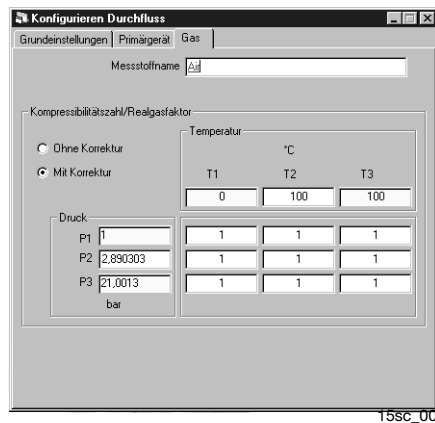 Konfigurieren Durchfluss
Grundeinstellungen Primärgerät Gas
Messstoffname Air
Kompressibilitätszahl/Realgasfaktor
Temperatur
Ohne Korrektur °C
Mit Korrektur T1 T2 T3
0 100 100
Druck
P1 1 1 1 1
P2 2,890303 1 1 1
P3 21,0013 1 1 1
bar
15sc_00